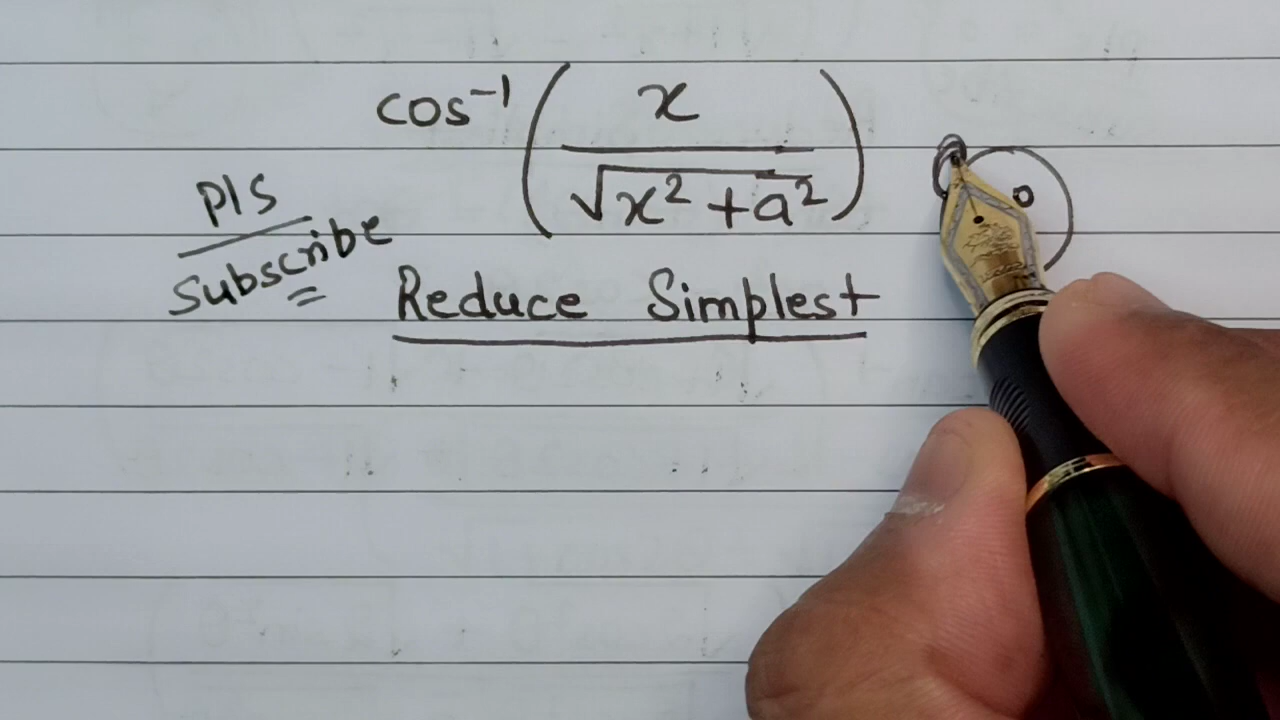 cos⁻¹ (x / √(x² + a²))
Pls
Subscribe
Reduce Simplest